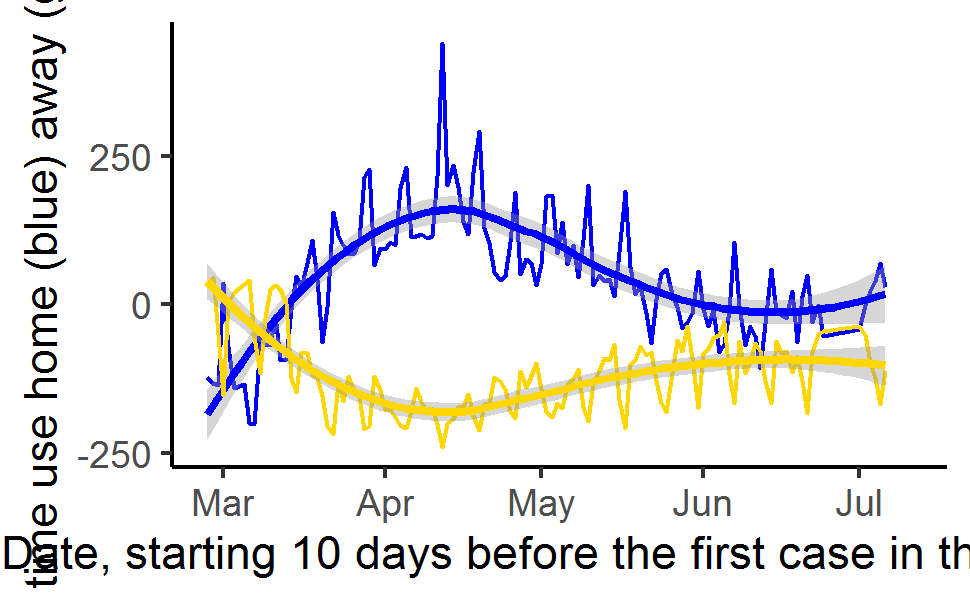 time use home (blue) away (
250
0
-250
Mar Apr May Jun Jul
Date, starting 10 days before the first case in th